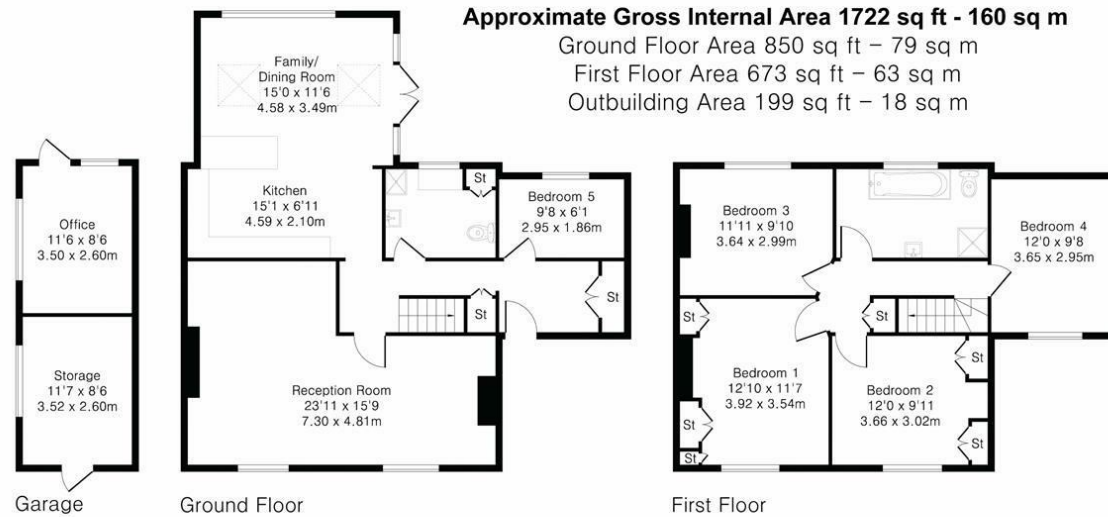 Approximate Gross Internal Area 1722 sq ft - 160 sq m
Ground Floor Area 850 sq ft – 79 sq m
First Floor Area 673 sq ft – 63 sq m
Outbuilding Area 199 sq ft – 18 sq m
Office
11'6 x 8'6
3.50 x 2.60m
Storage
11'7 x 8'6
3.52 x 2.60m
Garage
Family/
Dining Room
15'0 x 11'6
4.58 x 3.49m
Kitchen
15'1 x 6'11
4.59 x 2.10m
St
Bedroom 5
9'8 x 6'1
2.95 x 1.86m
St
St
Reception Room
23'11 x 15'9
7.30 x 4.81m
Ground Floor
Bedroom 3
11'11 x 9'10
3.64 x 2.99m
Bedroom 4
12'0 x 9'8
3.65 x 2.95m
St
St
Bedroom 1
12'10 x 11'7
3.92 x 3.54m
St
St
Bedroom 2
12'0 x 9'11
3.66 x 3.02m
St
St
First Floor